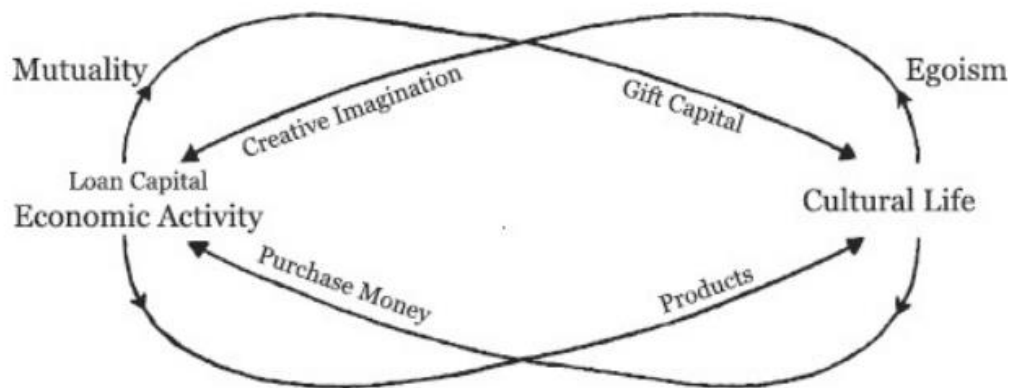 Mutuality
Egoism
Creative Imagination
Gift Capital
Loan Capital
Economic Activity
Cultural Life
Purchase Money
Products